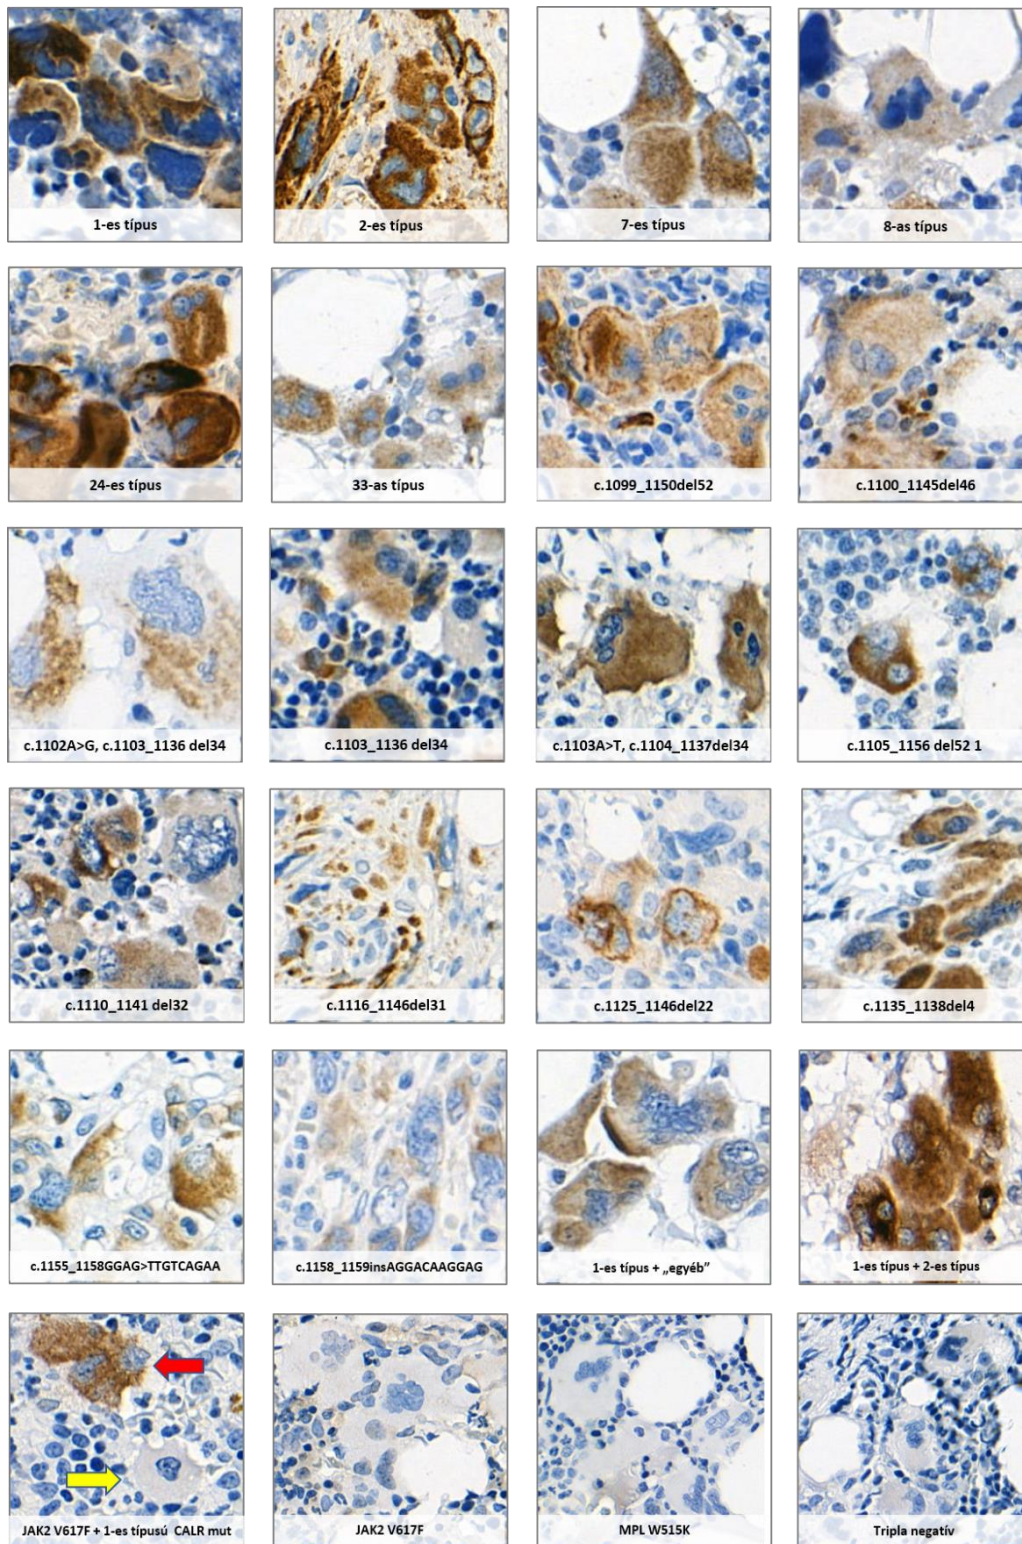 1-es típus
2-es típus
7-es típus
8-as típus
24-es típus
33-as típus
c.1099_1150del52
c.1100_1145del46
c.1102A>G, c.1103_1136 del34
c.1103_1136 del34
c.1103A>T, c.1104_1137del34
c.1105_1156 del52 1
c.1110_1141 del32
c.1116_1146del31
c.1125_1146del22
c.1135_1138del4
c.1155_1158GGAG>TTGTCAGAA
c.1158_1159insAGGACAAGGAG
1-es típus + „egyéb”
1-es típus + 2-es típus
JAK2 V617F + 1-es típusú CALR mut
JAK2 V617F
MPL W515K
Tripla negatív